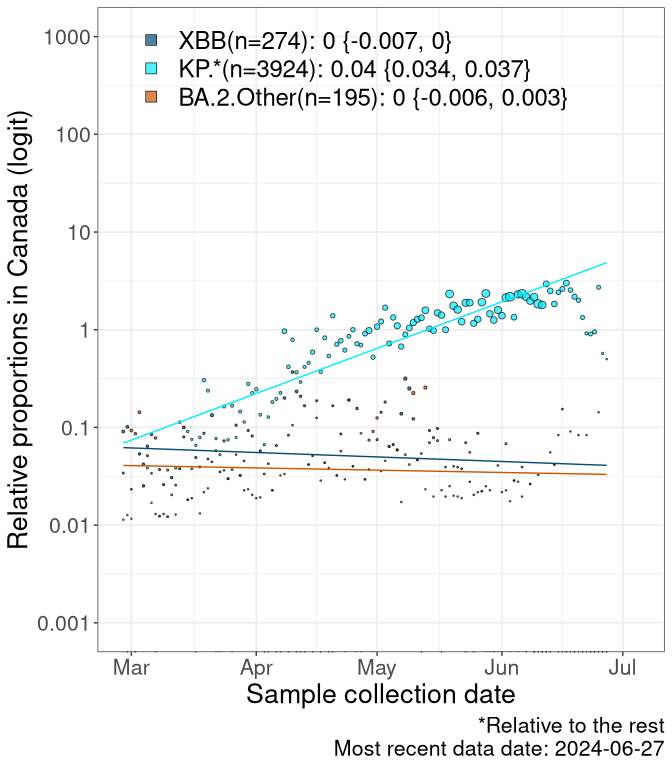 XBB(n=274): 0 {-0.007, 0}
KP.*(n=3924): 0.04 {0.034, 0.037}
BA.2.Other(n=195): 0 {-0.006, 0.003}
Relative proportions in Canada (logit)
1000
100
10
1
0.1
0.01
0.001
Mar Apr May Jun Jul
Sample collection date
*Relative to the rest
Most recent data date: 2024-06-27